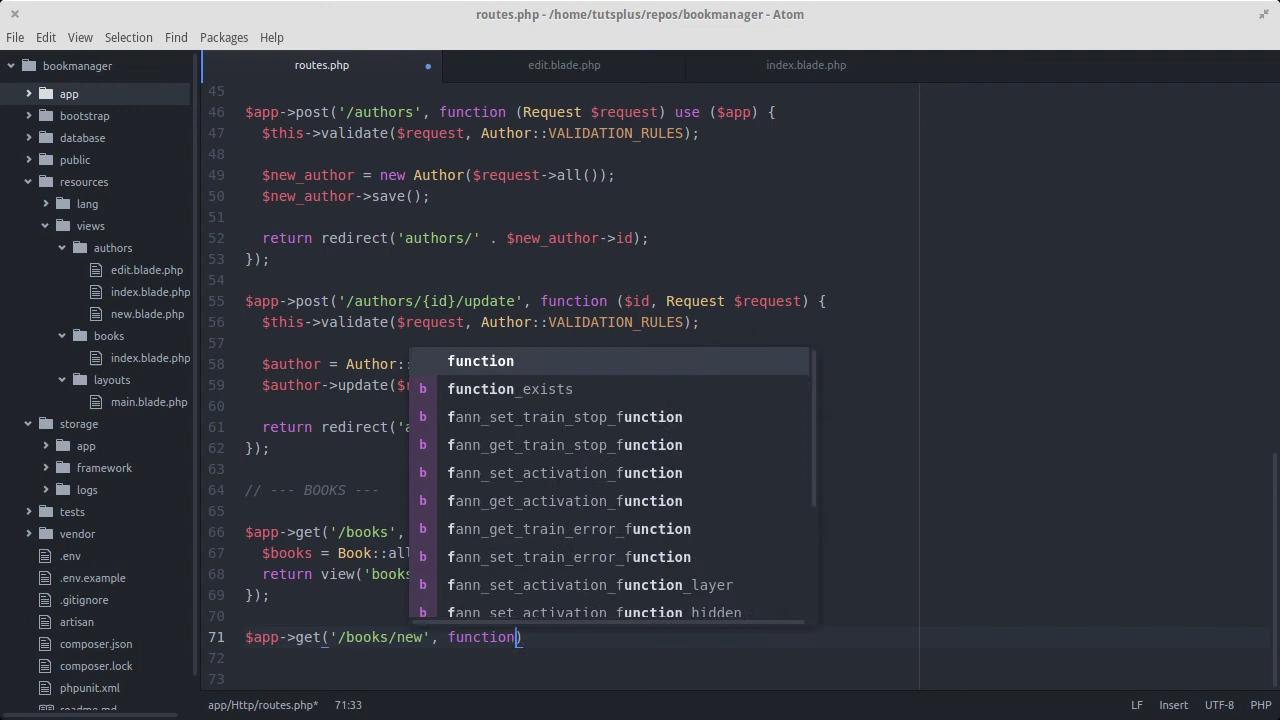 routes.php - /home/tutsplus/repos/bookmanager - Atom
File Edit View Selection Find Packages Help
bookmanager
app
bootstrap
database
public
resources
lang
views
authors
edit.blade.php
index.blade.php
new.blade.php
books
index.blade.php
layouts
main.blade.php
storage
app
framework
logs
tests
vendor
.env
.env.example
.gitignore
artisan
composer.json
composer.lock
phpunit.xml
readme.md
routes.php edit.blade.php index.blade.php
45
46 $app->post('/authors', function (Request $request) use ($app) {
47 $this->validate($request, Author::VALIDATION_RULES);
48
49 $new_author = new Author($request->all());
50 $new_author->save();
51
52 return redirect('authors/' . $new_author->id);
53 });
54
55 $app->post('/authors/{id}/update', function ($id, Request $request) {
56 $this->validate($request, Author::VALIDATION_RULES);
57
58 $author = Author::
59 $author->update($r
60
61 return redirect('a
62 });
63
64 // --- BOOKS ---
65
66 $app->get('/books',
67 $books = Book::all
68 return view('books
69 });
70
71 $app->get('/books/new', function)
72
73
function
b function_exists
b fann_set_train_stop_function
b fann_get_train_stop_function
b fann_set_activation_function
b fann_get_activation_function
b fann_get_train_error_function
b fann_set_train_error_function
b fann_set_activation_function_layer
b fann_set_activation_function_hidden
app/Http/routes.php* 71:33 LF Insert UTF-8 PHP